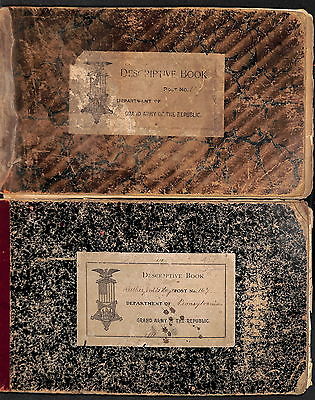 DESCRIPTIVE BOOK
POST NO.
DEPARTMENT OF
GRAND ARMY OF THE REPUBLIC.
DESCRIPTIVE BOOK
POST No. 167
DEPARTMENT OF Pennsylvania
GRAND ARMY OF THE REPUBLIC